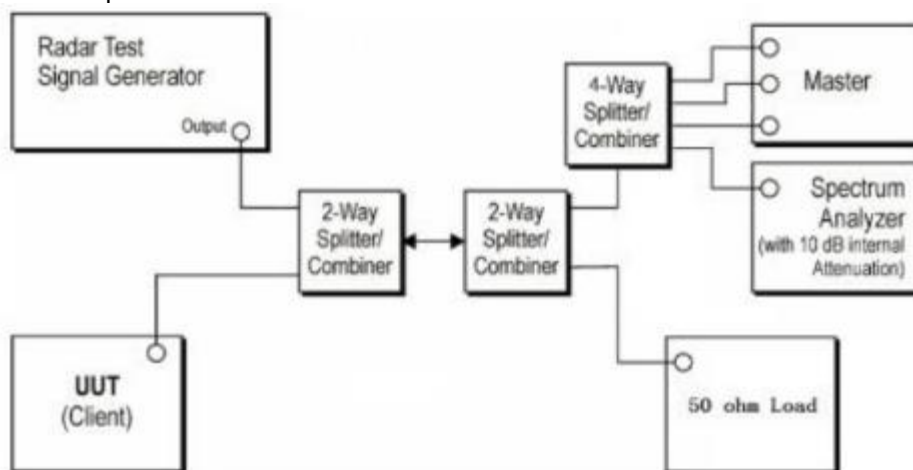 Radar Test
Signal Generator
Output
4-Way
Splitter/
Combiner
Master
Spectrum
Analyzer
(with 10 dB internal
Attenuation)
2-Way
Splitter/
Combiner
2-Way
Splitter/
Combiner
UUT
(Client)
50 ohm Load